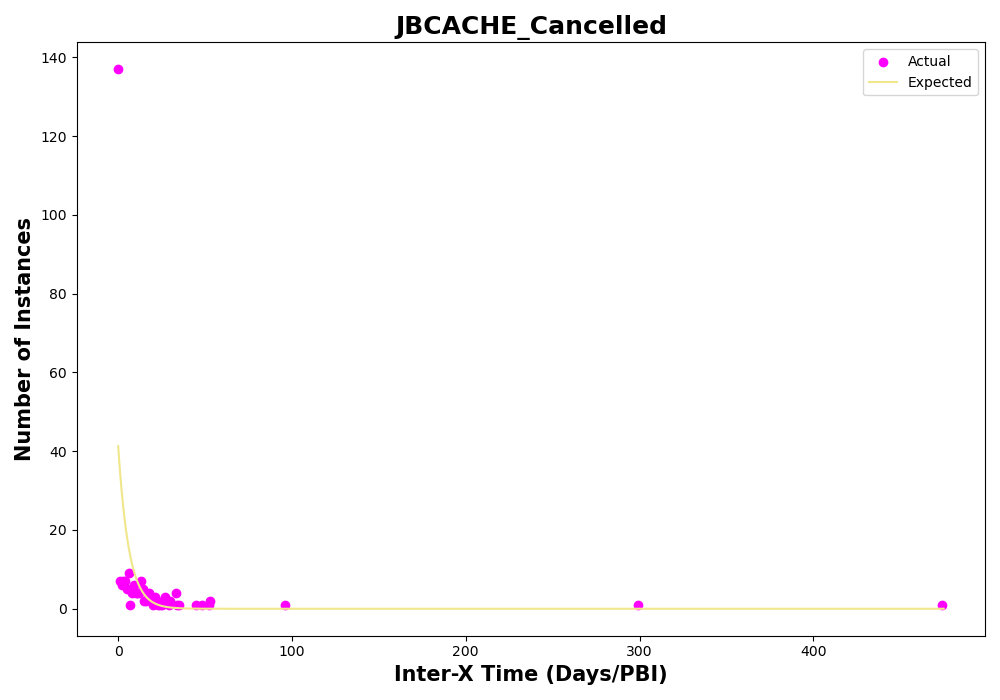 JBCACHE_Cancelled
Actual
Expected
140
120
100
80
60
40
20
0
Number of Instances
0 100 200 300 400
Inter-X Time (Days/PBI)